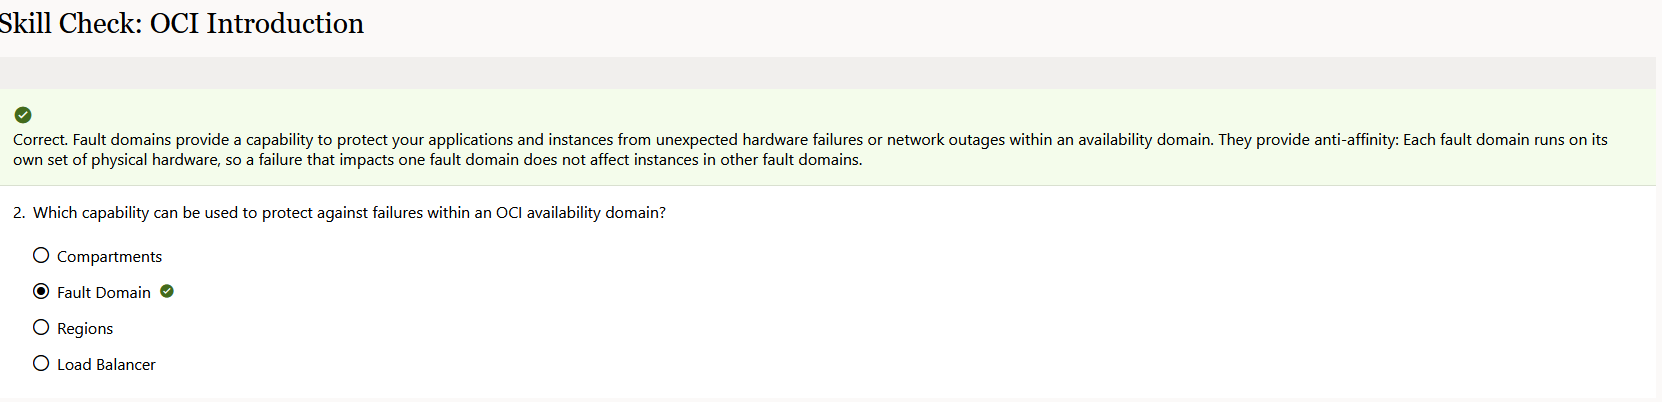 Skill Check: OCI Introduction
Correct. Fault domains provide a capability to protect your applications and instances from unexpected hardware failures or network outages within an availability domain. They provide anti-affinity: Each fault domain runs on its
own set of physical hardware, so a failure that impacts one fault domain does not affect instances in other fault domains.
2. Which capability can be used to protect against failures within an OCI availability domain?
Compartments
Fault Domain
Regions
Load Balancer